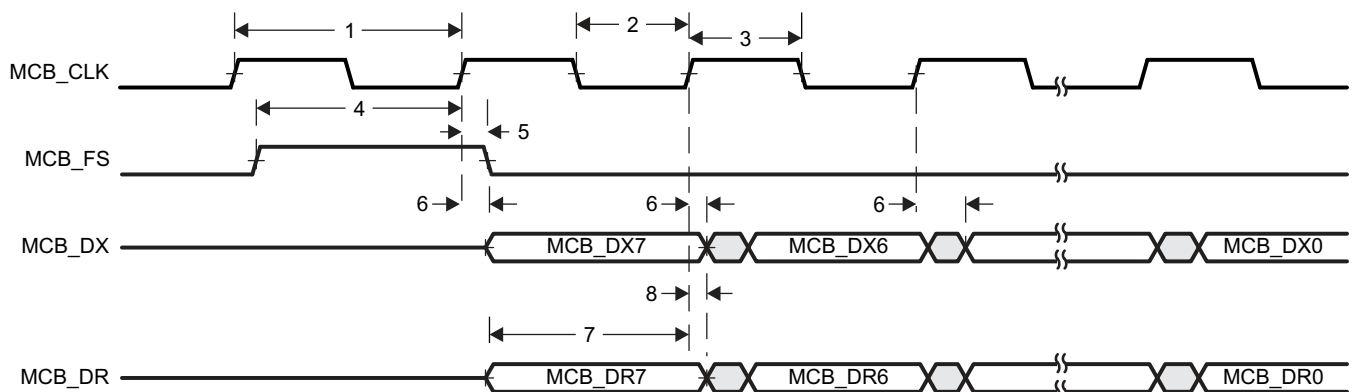 1
2
3
MCB_CLK
4
5
MCB_FS
6
6
6
MCB_DX
MCB_DX7
MCB_DX6
MCB_DX0
8
7
MCB_DR
MCB_DR7
MCB_DR6
MCB_DR0